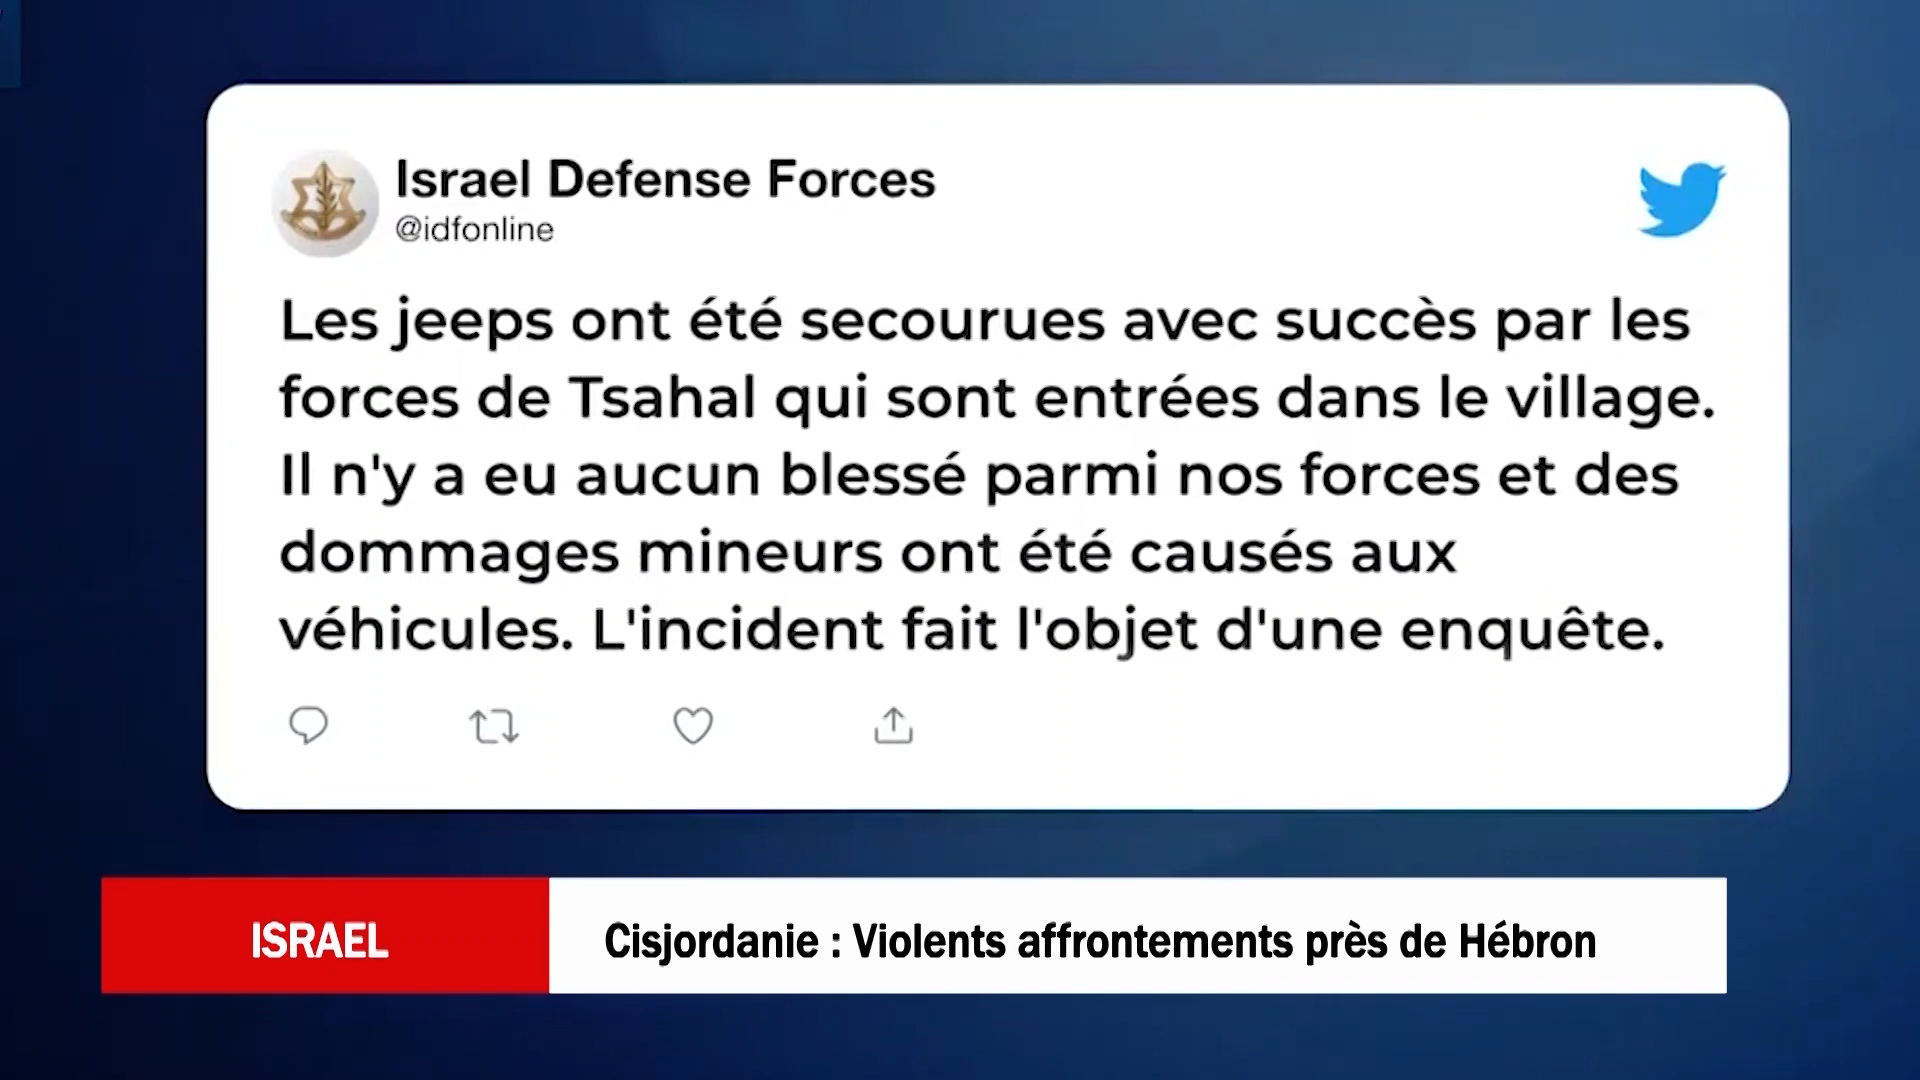 Israel Defense Forces
@idfonline
Les jeeps ont été secourues avec succès par les
forces de Tsahal qui sont entrées dans le village.
Il n'y a eu aucun blessé parmi nos forces et des
dommages mineurs ont été causés aux
véhicules. L'incident fait l'objet d'une enquête.
ISRAEL
Cisjordanie : Violents affrontements près de Hébron